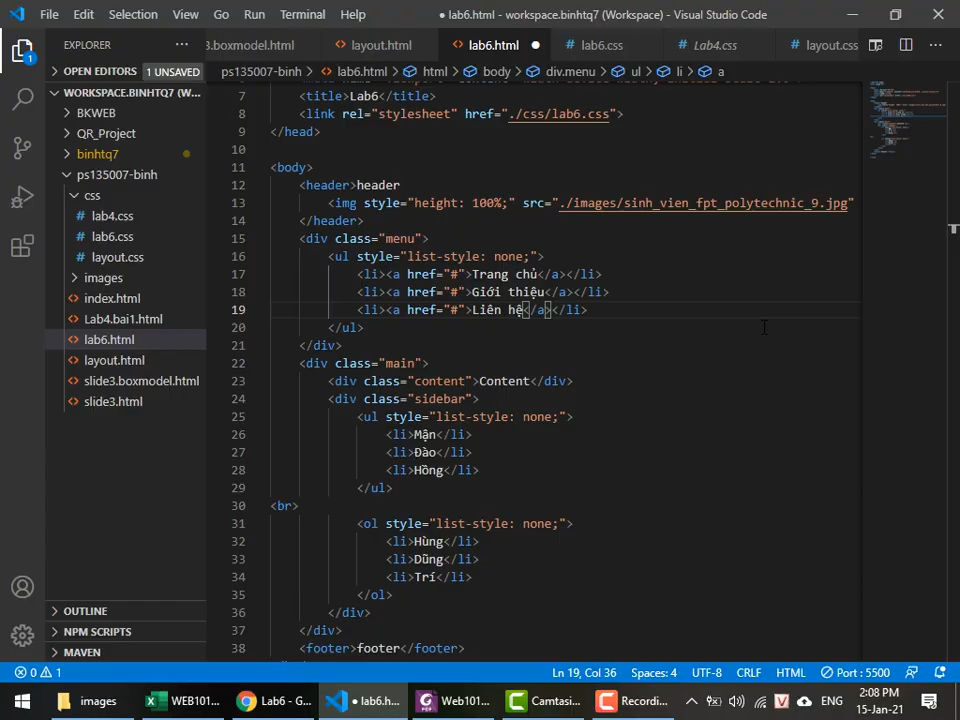 File Edit Selection View Go Run Terminal Help
● lab6.html - workspace.binhtq7 (Workspace) - Visual Studio Code
EXPLORER ···
3.boxmodel.html layout.html lab6.html ● lab6.css Lab4.css layout.css ···
OPEN EDITORS 1 UNSAVED
ps135007-binh > lab6.html > html > body > div.menu > ul > li > a
WORKSPACE.BINHTQ7 (W...
BKWEB
QR_Project
binhtq7
ps135007-binh
css
lab4.css
lab6.css
layout.css
images
index.html
Lab4.bai1.html
lab6.html
layout.html
slide3.boxmodel.html
slide3.html
OUTLINE
NPM SCRIPTS
MAVEN
7 <title>Lab6</title>
8 <link rel="stylesheet" href="./css/lab6.css">
9 </head>
10
11 <body>
12 <header>header
13 <img style="height: 100%;" src="./images/sinh_vien_fpt_polytechnic_9.jpg"
14 </header>
15 <div class="menu">
16 <ul style="list-style: none;">
17 <li><a href="#">Trang chủ</a></li>
18 <li><a href="#">Giới thiệu</a></li>
19 <li><a href="#">Liên hệ</a></li>
20 </ul>
21 </div>
22 <div class="main">
23 <div class="content">Content</div>
24 <div class="sidebar">
25 <ul style="list-style: none;">
26 <li>Mận</li>
27 <li>Đào</li>
28 <li>Hồng</li>
29 </ul>
30 <br>
31 <ol style="list-style: none;">
32 <li>Hùng</li>
33 <li>Dũng</li>
34 <li>Trí</li>
35 </ol>
36 </div>
37 </div>
38 <footer>footer</footer>
0 1 Ln 19, Col 36 Spaces: 4 UTF-8 CRLF HTML Port : 5500
images WEB101... Lab6 - G... ● lab6.h... Web101... Camtasi... Recordi... ENG
2:08 PM
15-Jan-21